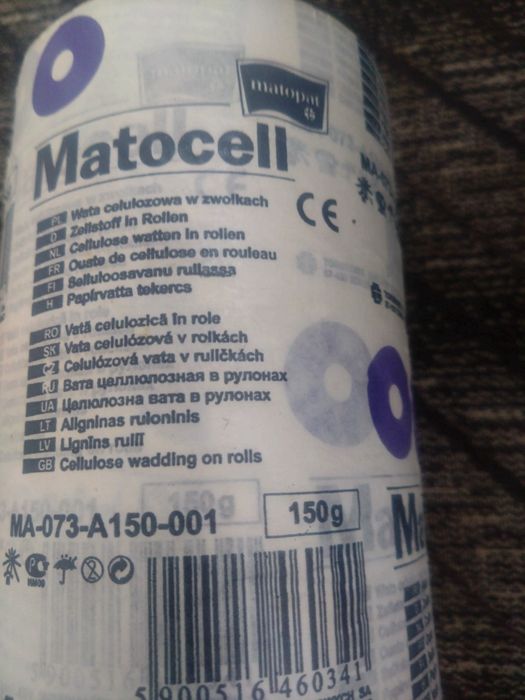 matopat
Matocell
CE
PL Wata celulozowa w zwojkach
D Zellstoff in Rollen
NL Cellulose watten in rollen
FR Ouate de cellulose en rouleau
FI Selluloosavanu rullassa
H Papírvatta tekercs
RO Vată celulozică în role
SK Vata celulózová v rolkách
CZ Celulózová vata v ruličkách
RU Вата целлюлозная в рулонах
UA Целюлозна вата в рулонах
LT Aligninas ruloninis
LV Lignīns rullī
GB Cellulose wadding on rolls
MA-073-A150-001
150g
5 900516 460341